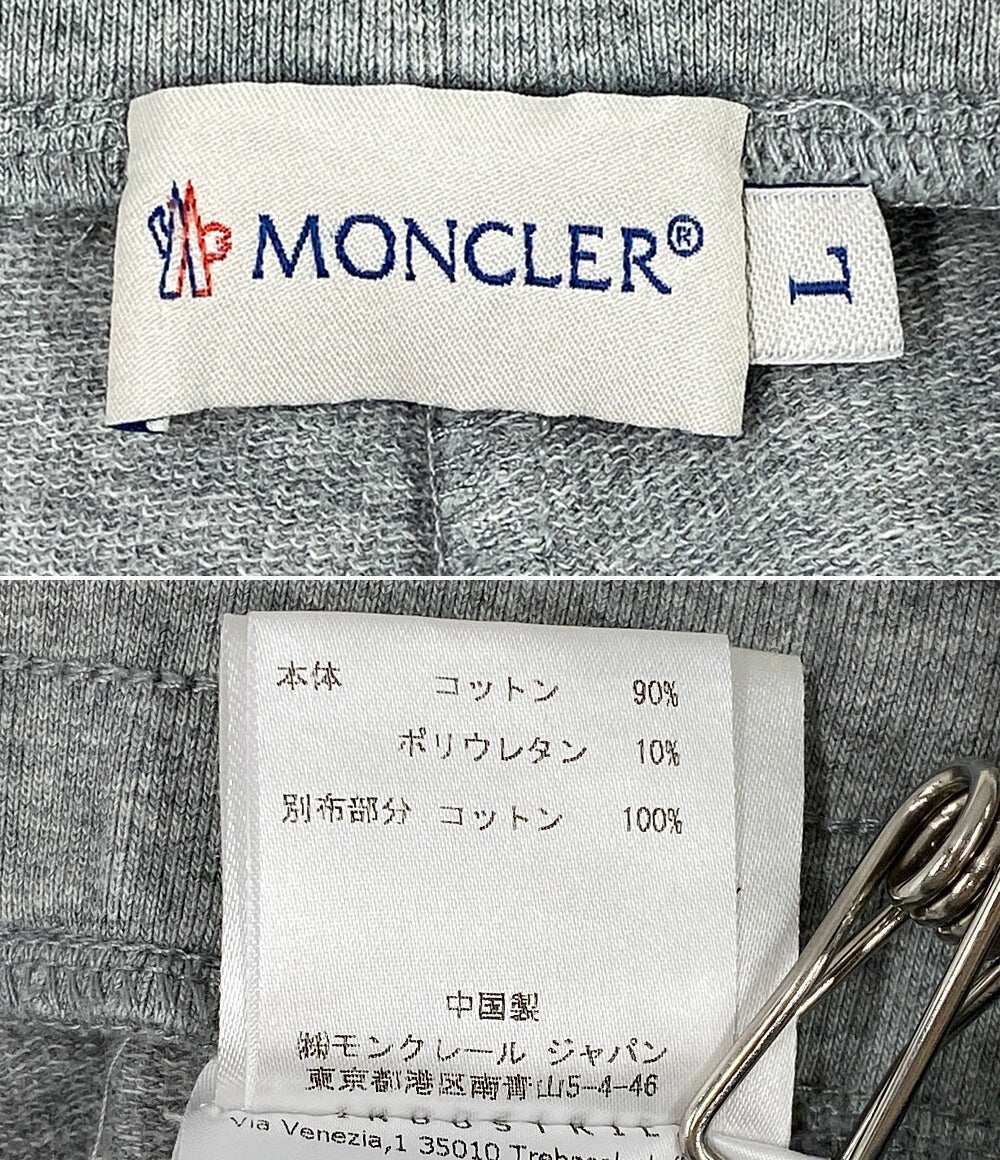 MONCLER®
L
本体 コットン 90%
ポリウレタン 10%
別布部分 コットン 100%
中国製
㈱モンクレール ジャパン
東京都港区南青山5-4-46
Via Venezia,1 35010